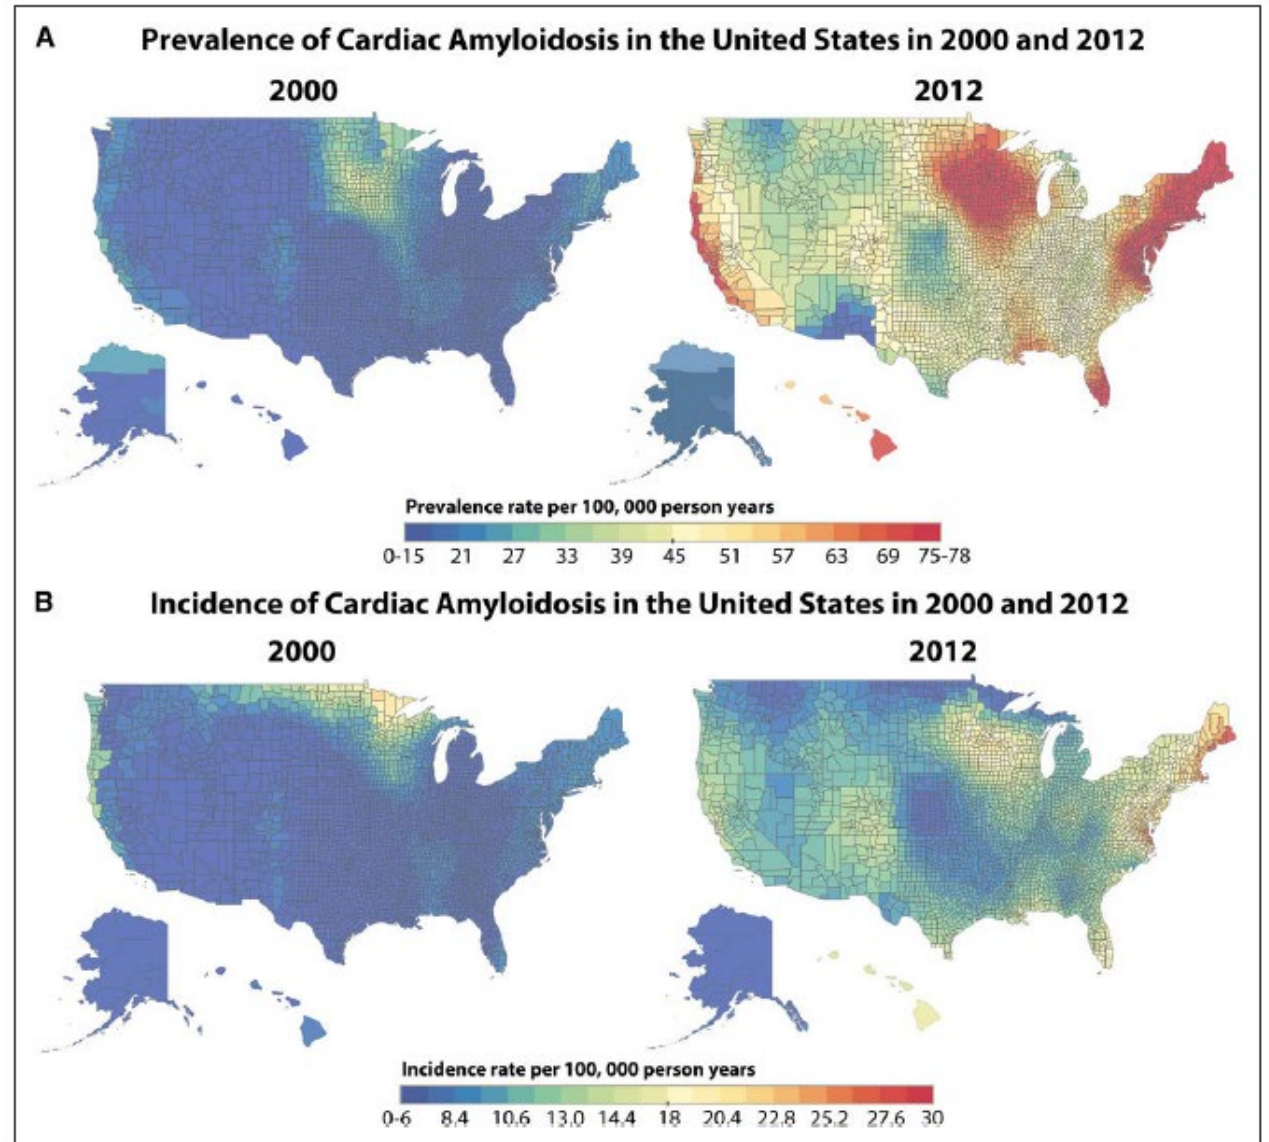 A
Prevalence of Cardiac Amyloidosis in the United States in 2000 and 2012
2000 2012
Prevalence rate per 100, 000 person years
0-15 21 27 33 39 45 51 57 63 69 75-78
B
Incidence of Cardiac Amyloidosis in the United States in 2000 and 2012
2000 2012
Incidence rate per 100, 000 person years
0-6 8.4 10.6 13.0 14.4 18 20.4 22.8 25.2 27.6 30